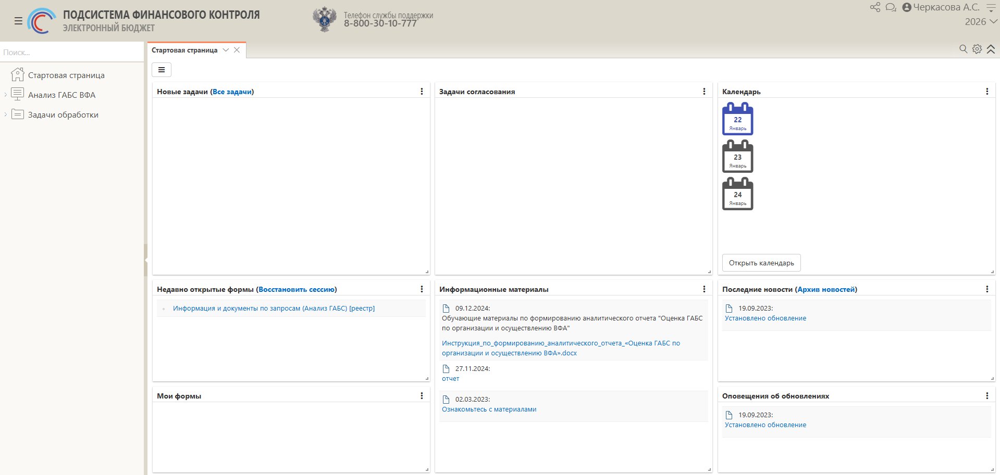 ПОДСИСТЕМА ФИНАНСОВОГО КОНТРОЛЯ
ЭЛЕКТРОННЫЙ БЮДЖЕТ
Телефон службы поддержки
8-800-30-10-777
Черкасова А.С.
2026
Поиск...
Стартовая страница
Анализ ГАБС ВФА
Задачи обработки
Стартовая страница
Новые задачи (Все задачи)
Задачи согласования
Календарь
22
Январь
23
Январь
24
Январь
Открыть календарь
Недавно открытые формы (Восстановить сессию)
Информация и документы по запросам (Анализ ГАБС) [реестр]
Информационные материалы
09.12.2024:
Обучающие материалы по формированию аналитического отчета "Оценка ГАБС
по организации и осуществлению ВФА"
Инструкция_по_формированию_аналитического_отчета_«Оценка ГАБС по
организации и осуществлению ВФА».docx
27.11.2024:
отчет
02.03.2023:
Ознакомьтесь с материалами
Последние новости (Архив новостей)
19.09.2023:
Установлено обновление
Мои формы
Оповещения об обновлениях
19.09.2023:
Установлено обновление